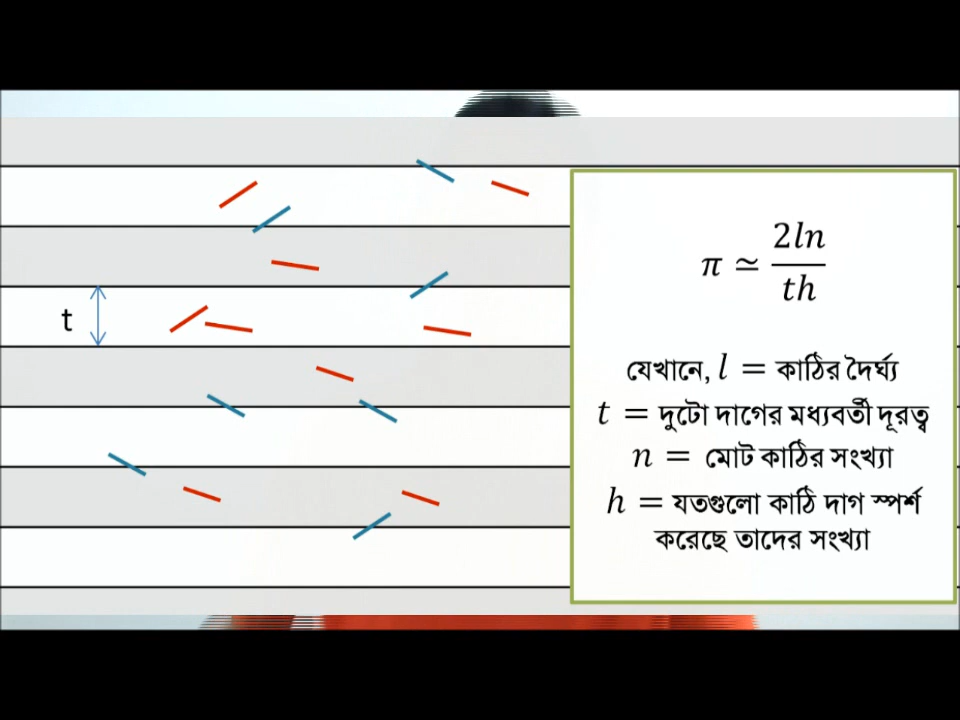 t
π ≃ 2ln / th
যেখানে, l = কাঠির দৈর্ঘ্য
t = দুটো দাগের মধ্যবর্তী দূরত্ব
n = মোট কাঠির সংখ্যা
h = যতগুলো কাঠি দাগ স্পর্শ
করেছে তাদের সংখ্যা